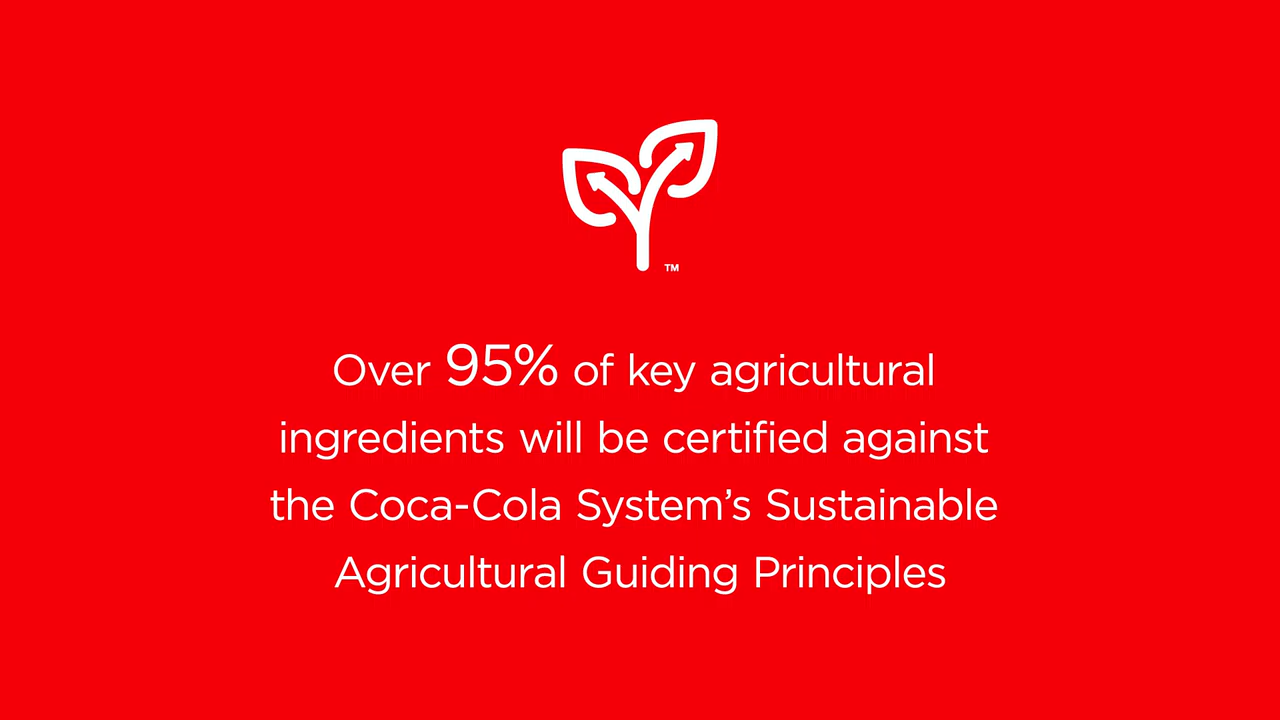 TM
Over 95% of key agricultural
ingredients will be certified against
the Coca-Cola System’s Sustainable
Agricultural Guiding Principles